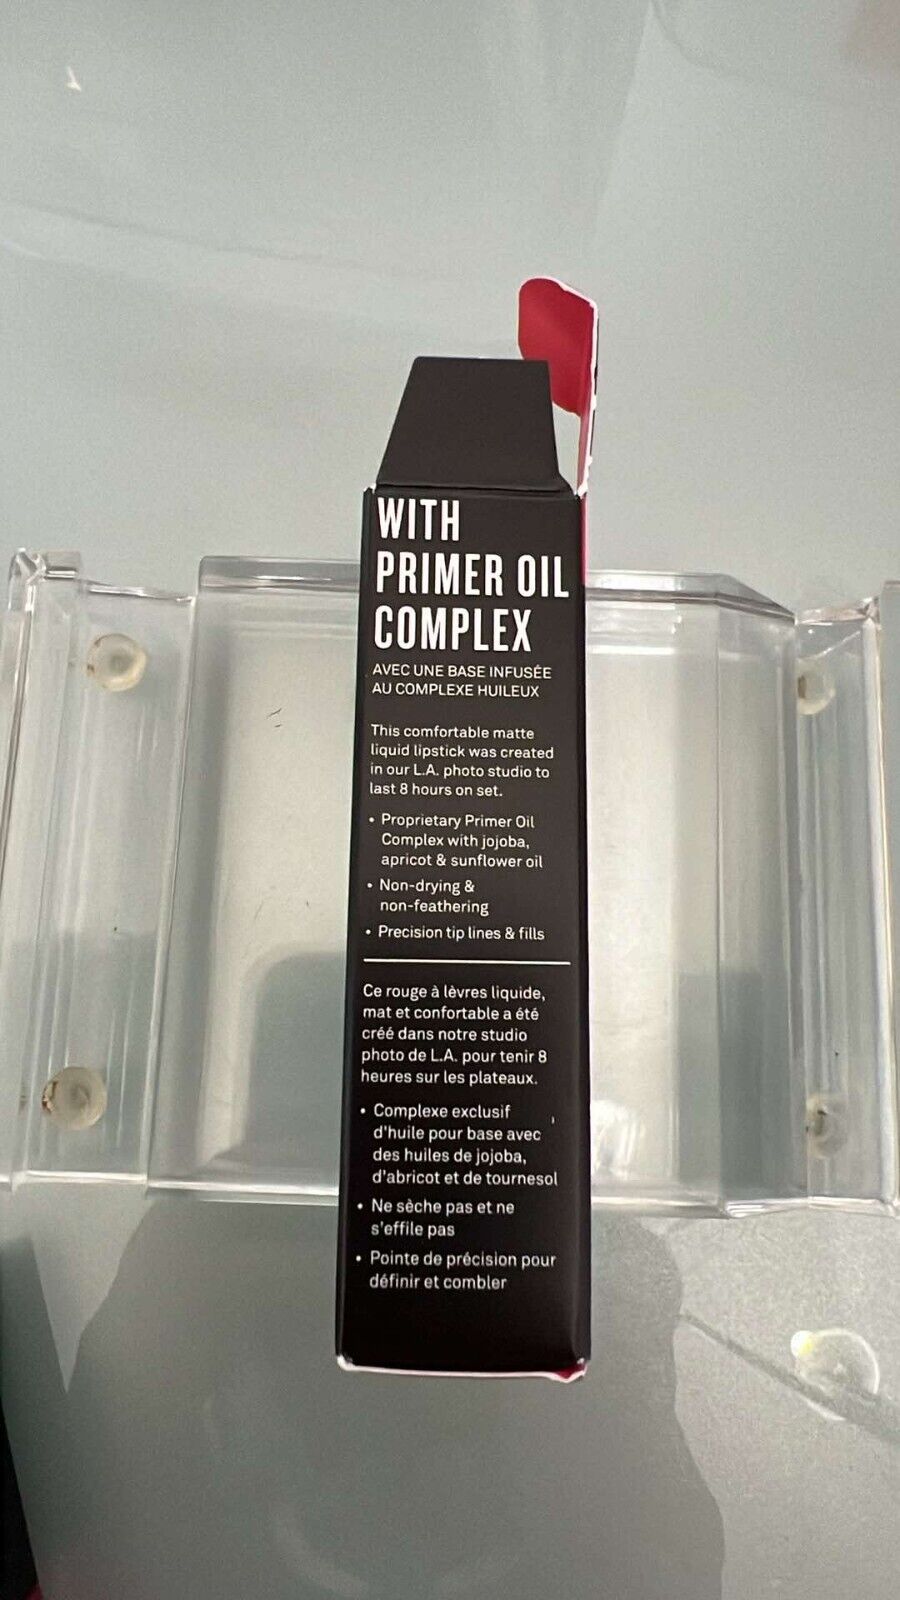 WITH
PRIMER OIL
COMPLEX
AVEC UNE BASE INFUSÉE
AU COMPLEXE HUILEUX
This comfortable matte
liquid lipstick was created
in our L.A. photo studio to
last 8 hours on set.
• Proprietary Primer Oil
Complex with jojoba,
apricot & sunflower oil
• Non-drying &
non-feathering
• Precision tip lines & fills
Ce rouge à lèvres liquide,
mat et confortable a été
créé dans notre studio
photo de L.A. pour tenir 8
heures sur les plateaux.
• Complexe exclusif
d'huile pour base avec
des huiles de jojoba,
d'abricot et de tournesol
• Ne sèche pas et ne
s'effile pas
• Pointe de précision pour
définir et combler